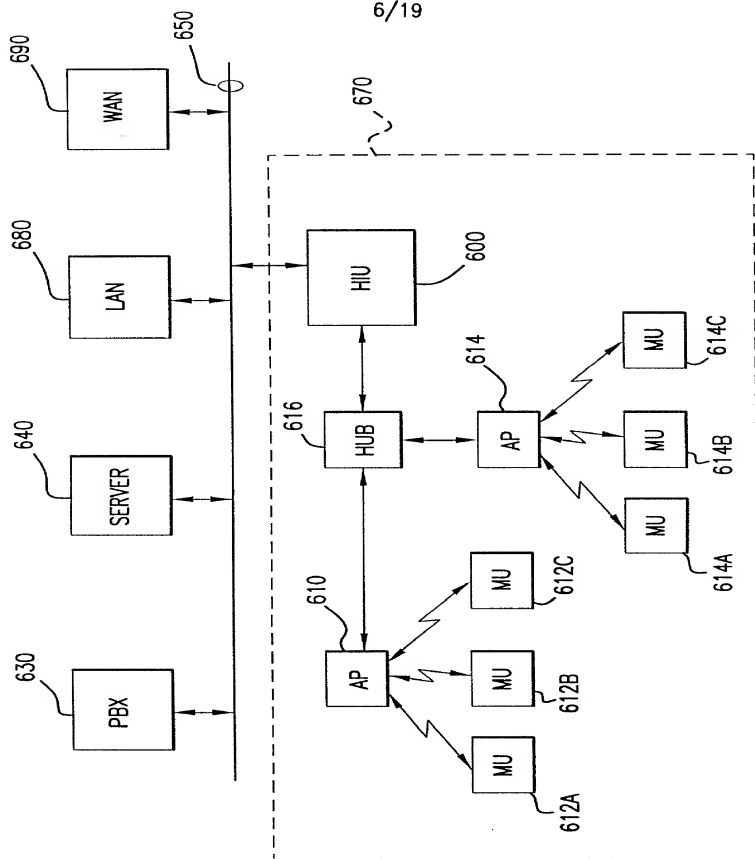 6/19
690
WAN
650
680
LAN
640
SERVER
630
PBX
670
HIU
600
616
HUB
614
AP
MU
614C
MU
614B
MU
614A
610
AP
MU
612C
MU
612B
MU
612A